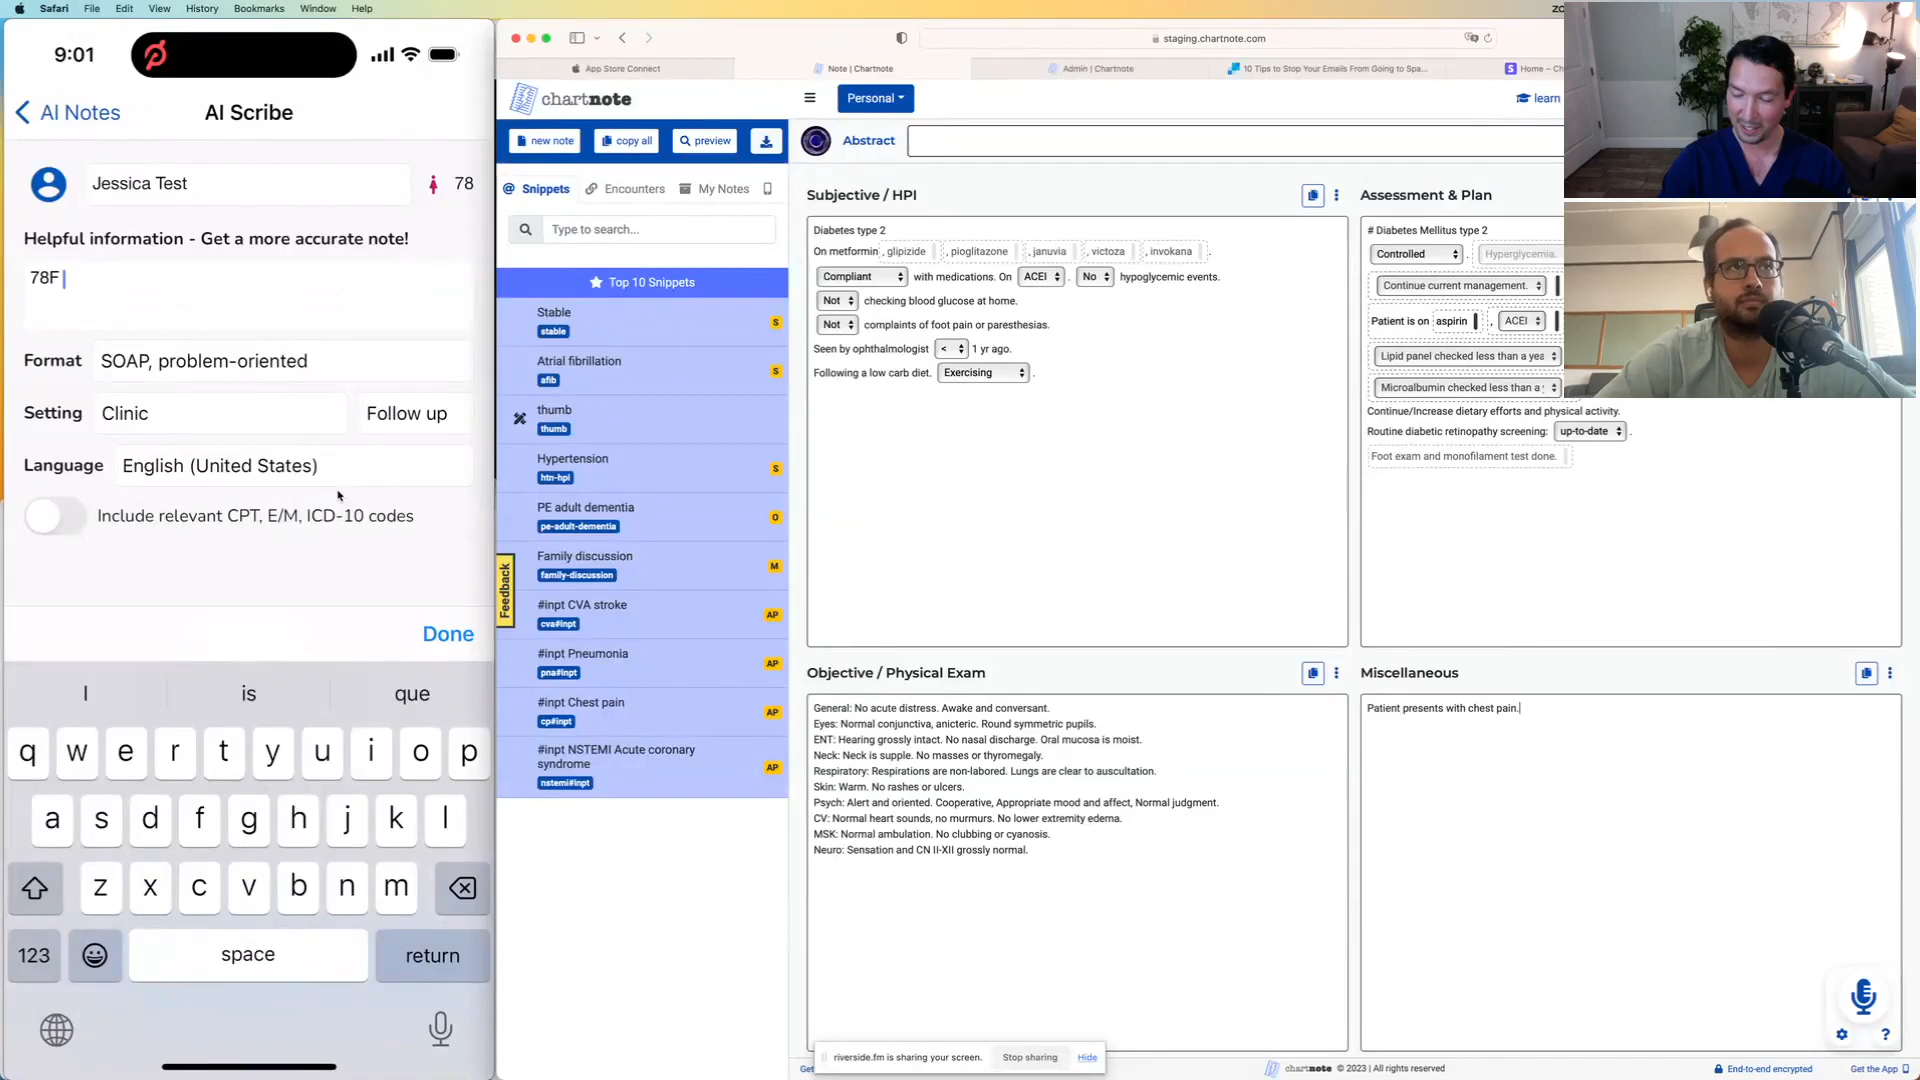 Safari File Edit View History Bookmarks Window Help
9:01
AI Notes
AI Scribe
Jessica Test
78
Helpful information - Get a more accurate note!
78F
Format SOAP, problem-oriented
Setting Clinic Follow up
Language English (United States)
Include relevant CPT, E/M, ICD-10 codes
Done
I is que
q w e r t y u i o p
a s d f g h j k l
z x c v b n m
123 space return
staging.chartnote.com
App Store Connect
Note | Chartnote
Admin | Chartnote
10 Tips to Stop Your Emails From Going to Spa...
Home – Ch
chartnote
Personal
learn
new note
copy all
preview
Abstract
Snippets
Encounters
My Notes
Type to search...
Top 10 Snippets
Stable
stable
S
Atrial fibrillation
afib
S
thumb
thumb
Hypertension
htn-hpi
S
PE adult dementia
pe-adult-dementia
O
Family discussion
family-discussion
M
#inpt CVA stroke
cva#inpt
AP
#inpt Pneumonia
pna#inpt
AP
#inpt Chest pain
cp#inpt
AP
#inpt NSTEMI Acute coronary
syndrome
nstemi#inpt
AP
Feedback
Subjective / HPI
Diabetes type 2
On metformin , glipizide , pioglitazone , januvia , victoza , invokana .
Compliant with medications. On ACEI . No hypoglycemic events.
Not checking blood glucose at home.
Not complaints of foot pain or paresthesias.
Seen by ophthalmologist < 1 yr ago.
Following a low carb diet. Exercising .
Assessment & Plan
# Diabetes Mellitus type 2
Controlled . Hyperglycemia.
Continue current management.
Patient is on aspirin , ACEI
Lipid panel checked less than a yea
Microalbumin checked less than a y
Continue/Increase dietary efforts and physical activity.
Routine diabetic retinopathy screening: up-to-date .
Foot exam and monofilament test done.
Objective / Physical Exam
General: No acute distress. Awake and conversant.
Eyes: Normal conjunctiva, anicteric. Round symmetric pupils.
ENT: Hearing grossly intact. No nasal discharge. Oral mucosa is moist.
Neck: Neck is supple. No masses or thyromegaly.
Respiratory: Respirations are non-labored. Lungs are clear to auscultation.
Skin: Warm. No rashes or ulcers.
Psych: Alert and oriented. Cooperative, Appropriate mood and affect, Normal judgment.
CV: Normal heart sounds, no murmurs. No lower extremity edema.
MSK: Normal ambulation. No clubbing or cyanosis.
Neuro: Sensation and CN II-XII grossly normal.
Miscellaneous
Patient presents with chest pain.
riverside.fm is sharing your screen.
Stop sharing
Hide
chartnote © 2023 | All rights reserved
End-to-end encrypted
Get the App
?